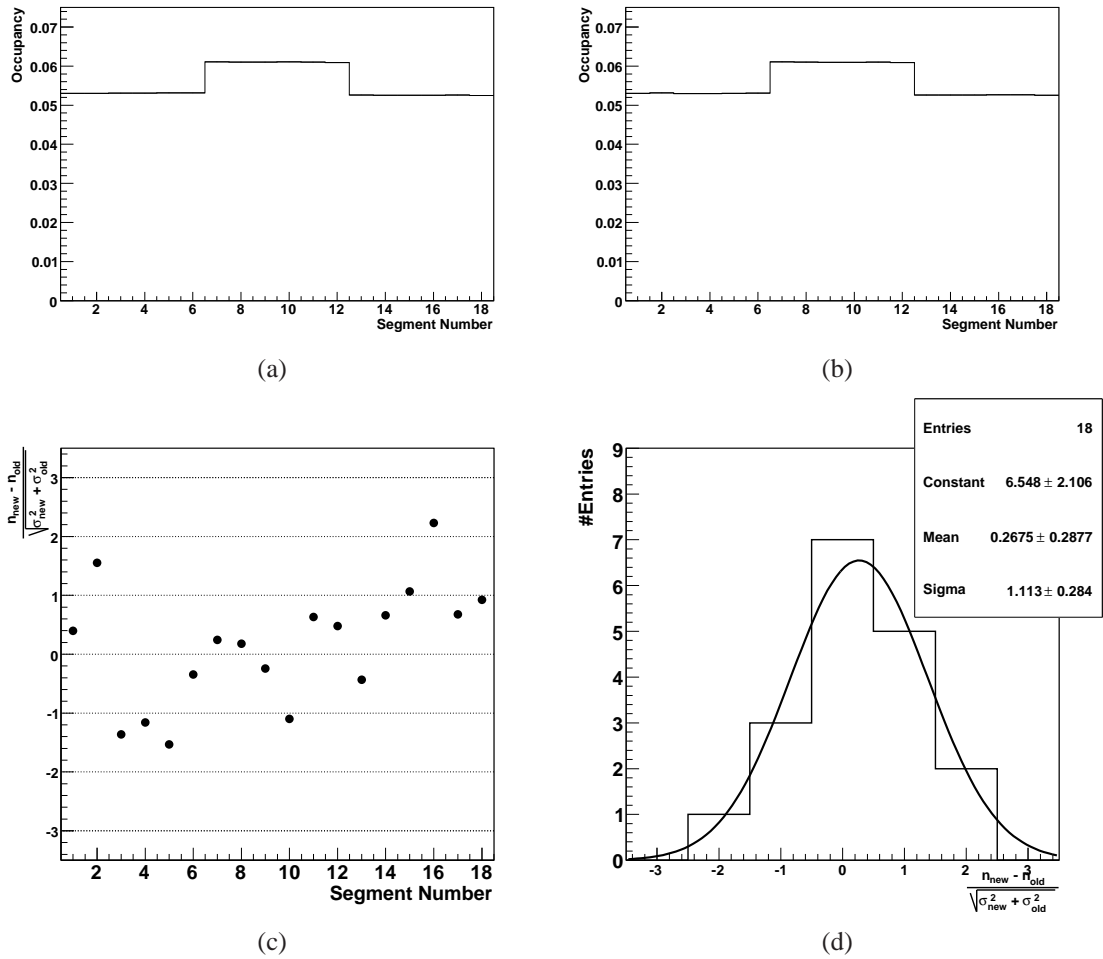 Occupancy
0.07
0.06
0.05
0.04
0.03
0.02
0.01
0
2 4 6 8 10 12 14 16 18
Segment Number
(a)
Occupancy
0.07
0.06
0.05
0.04
0.03
0.02
0.01
0
2 4 6 8 10 12 14 16 18
Segment Number
(b)
n_new - n_old
√σ²_new + σ²_old
3
2
1
0
-1
-2
-3
2 4 6 8 10 12 14 16 18
Segment Number
(c)
Entries 18
Constant 6.548 ± 2.106
Mean 0.2675 ± 0.2877
Sigma 1.113 ± 0.284
#Entries
9
8
7
6
5
4
3
2
1
0
-3 -2 -1 0 1 2 3
n_new - n_old
√σ²_new + σ²_old
(d)